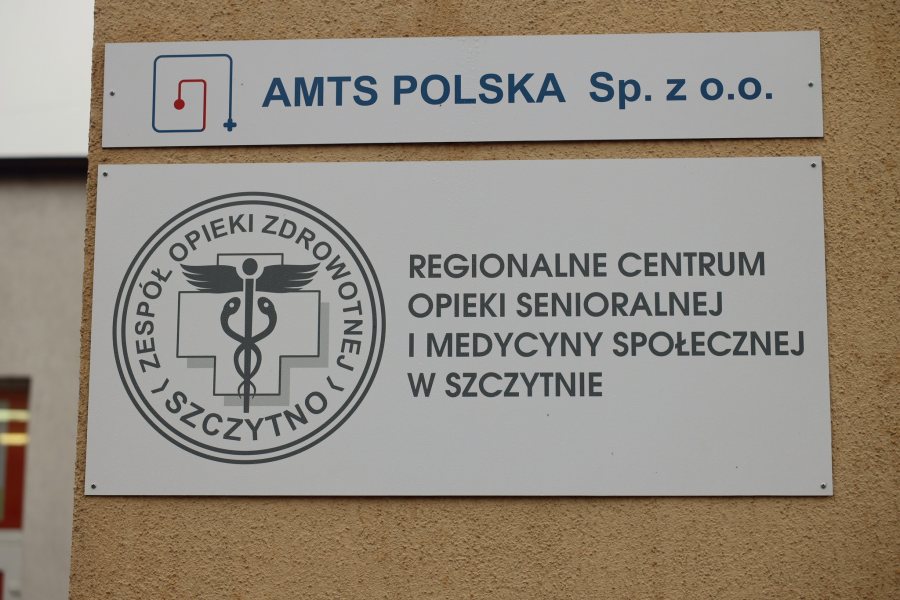 AMTS POLSKA Sp. z o.o.
ZESPÓŁ OPIEKI ZDROWOTNEJ
SZCZYTNO
REGIONALNE CENTRUM
OPIEKI SENIORALNEJ
I MEDYCYNY SPOŁECZNEJ
W SZCZYTNIE